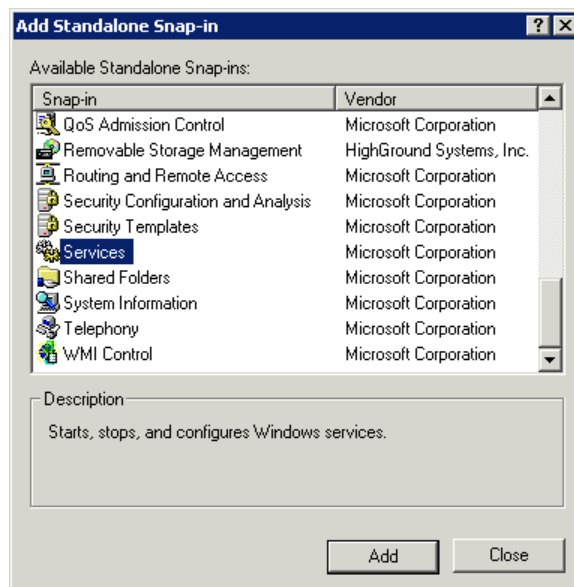 Add Standalone Snap-in
Available Standalone Snap-ins:
Snap-in Vendor
QoS Admission Control Microsoft Corporation
Removable Storage Management HighGround Systems, Inc.
Routing and Remote Access Microsoft Corporation
Security Configuration and Analysis Microsoft Corporation
Security Templates Microsoft Corporation
Services Microsoft Corporation
Shared Folders Microsoft Corporation
System Information Microsoft Corporation
Telephony Microsoft Corporation
WMI Control Microsoft Corporation
Description
Starts, stops, and configures Windows services.
Add Close